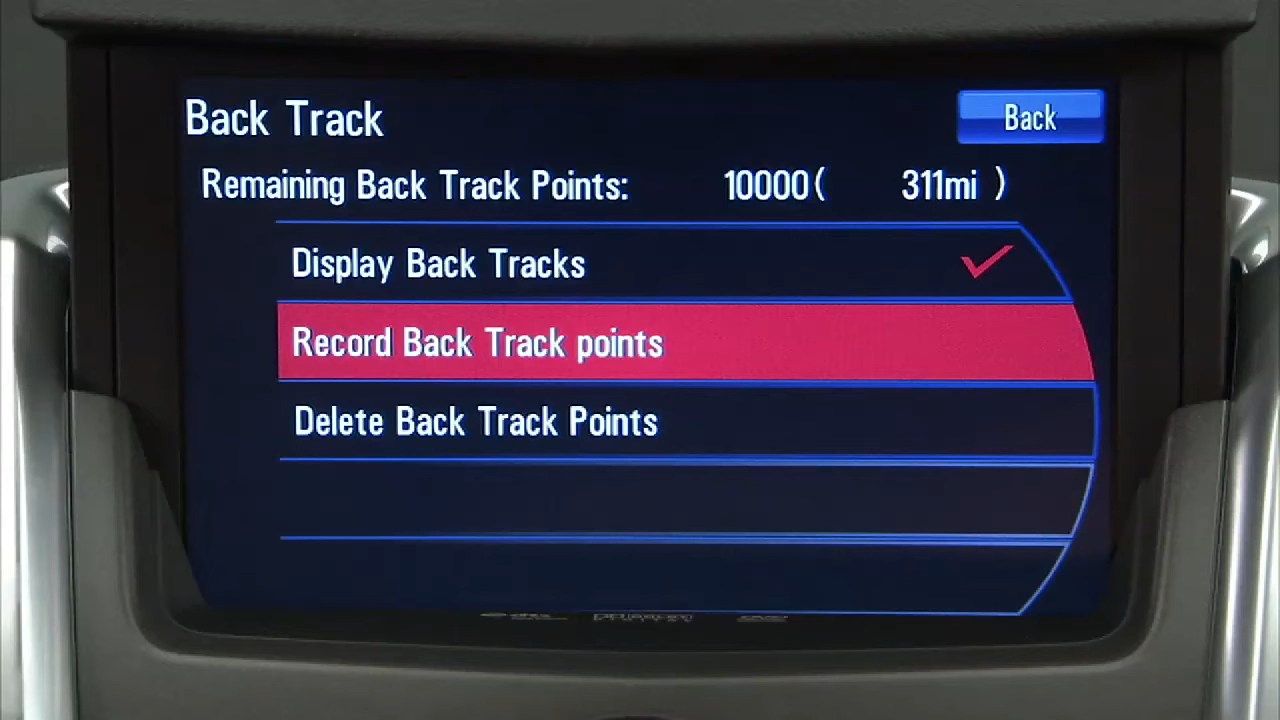 Back Track
Back
Remaining Back Track Points: 10000( 311mi )
Display Back Tracks
Record Back Track points
Delete Back Track Points